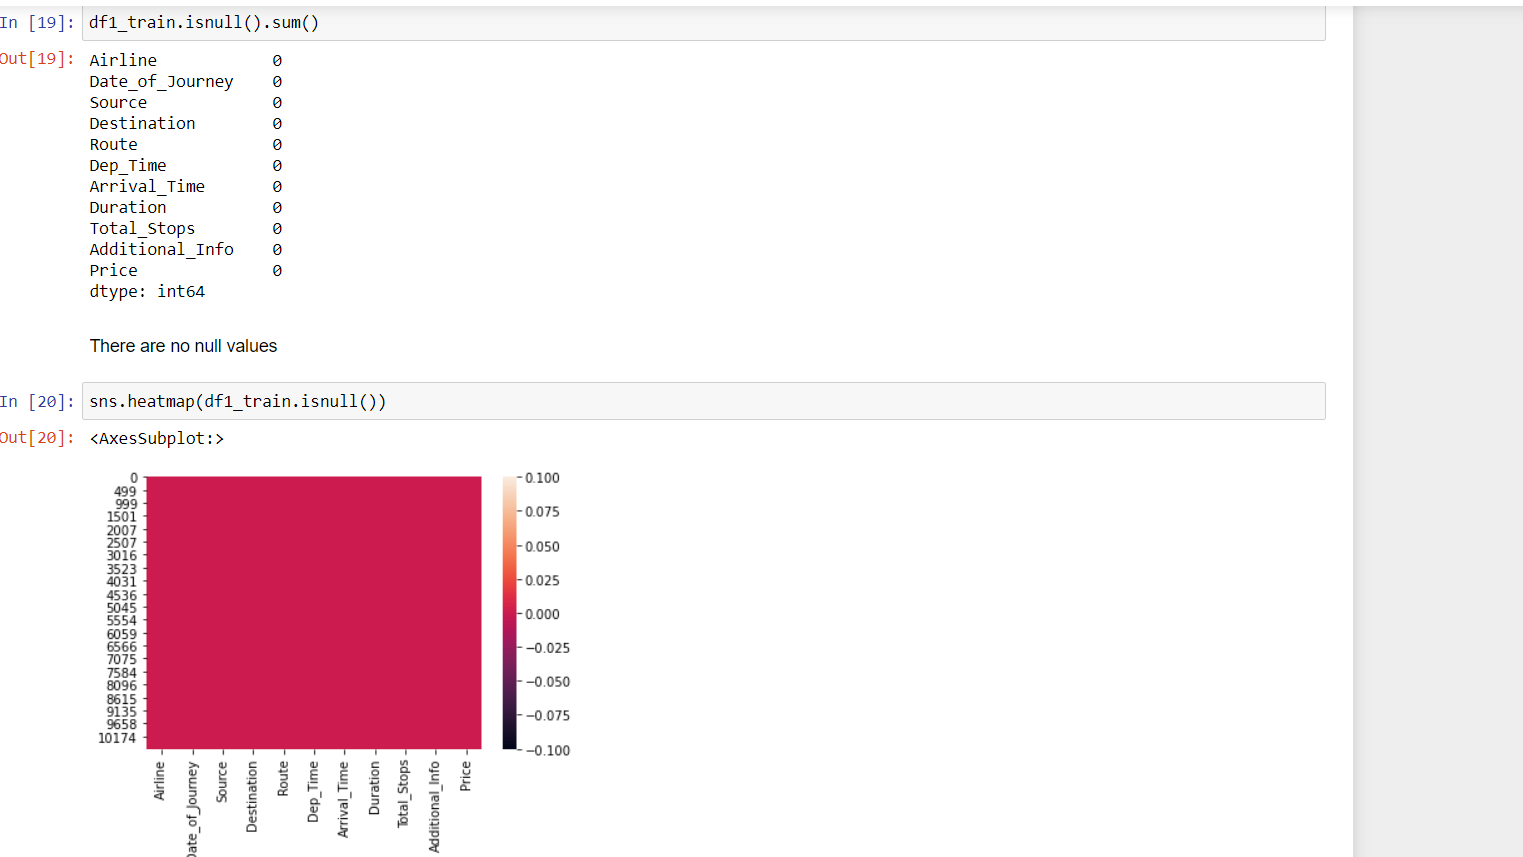 In [19]: df1_train.isnull().sum()
Out[19]: Airline 0
Date_of_Journey 0
Source 0
Destination 0
Route 0
Dep_Time 0
Arrival_Time 0
Duration 0
Total_Stops 0
Additional_Info 0
Price 0
dtype: int64
There are no null values
In [20]: sns.heatmap(df1_train.isnull())
Out[20]: <AxesSubplot:>
0
499
999
1501
2007
2507
3016
3523
4031
4536
5045
5554
6059
6566
7075
7584
8096
8615
9135
9658
10174
Airline
Date_of_Journey
Source
Destination
Route
Dep_Time
Arrival_Time
Duration
Total_Stops
Additional_Info
Price
0.100
0.075
0.050
0.025
0.000
−0.025
−0.050
−0.075
−0.100